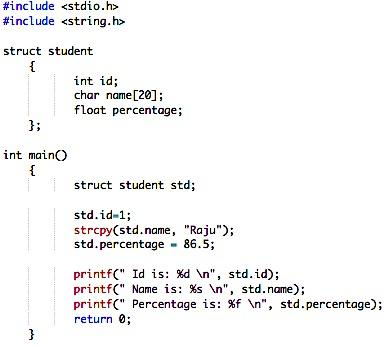 #include <stdio.h>
#include <string.h>
struct student
{
int id;
char name[20];
float percentage;
};
int main()
{
struct student std;
std.id=1;
strcpy(std.name, "Raju");
std.percentage = 86.5;
printf(" Id is: %d \n", std.id);
printf(" Name is: %s \n", std.name);
printf(" Percentage is: %f \n", std.percentage);
return 0;
}